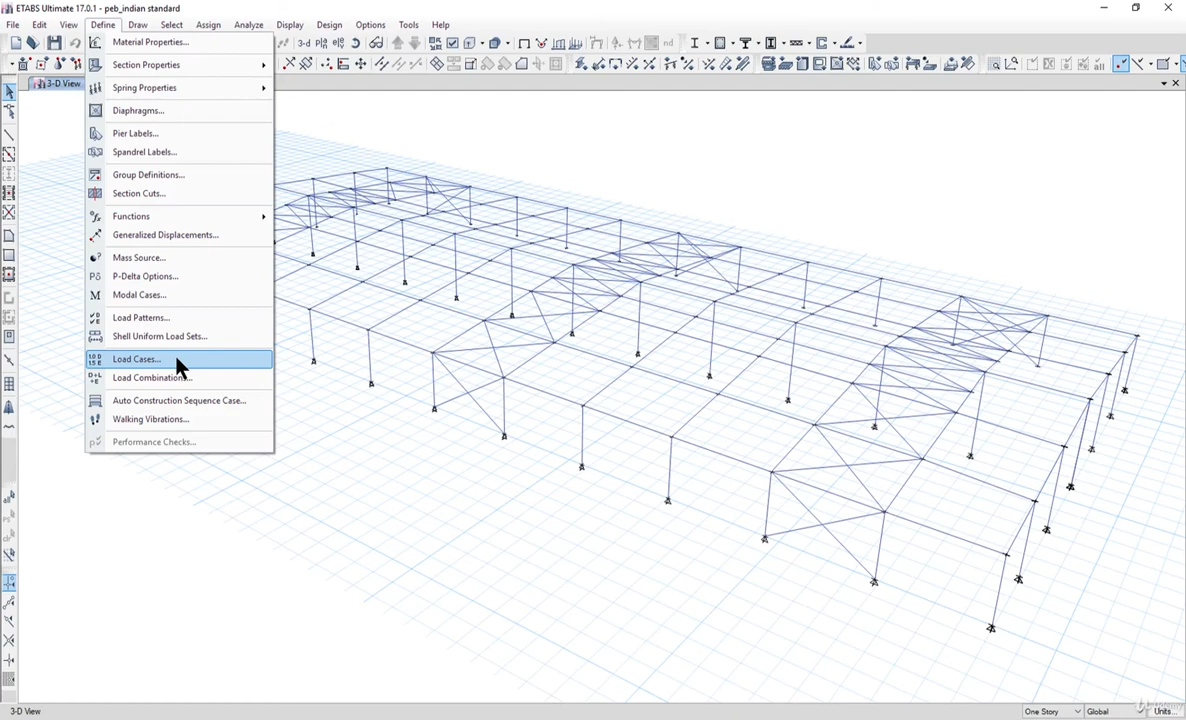 ETABS Ultimate 17.0.1 - peb_indian standard
File Edit View Define Draw Select Assign Analyze Display Design Options Tools Help
3-d
nd
3-D View
Material Properties...
Section Properties
Spring Properties
Diaphragms...
Pier Labels...
Spandrel Labels...
Group Definitions...
Section Cuts...
Functions
Generalized Displacements...
Mass Source...
P-Delta Options...
Modal Cases...
Load Patterns...
Shell Uniform Load Sets...
Load Cases...
Load Combinations...
Auto Construction Sequence Case...
Walking Vibrations...
Performance Checks...
3-D View
One Story Global Units...